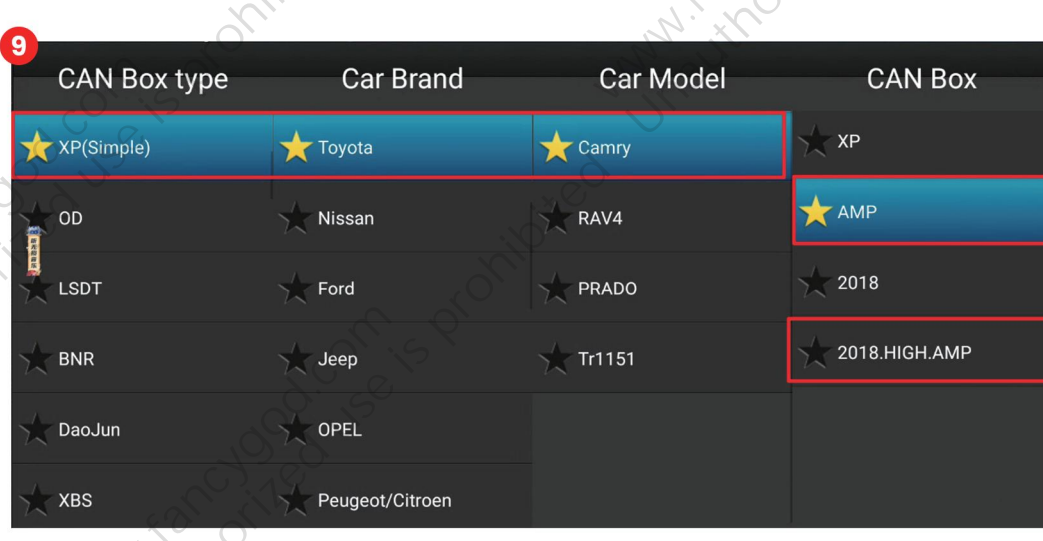 9
CAN Box type Car Brand Car Model CAN Box
XP(Simple) Toyota Camry XP
OD Nissan RAV4 AMP
LSDT Ford PRADO 2018
BNR Jeep Tr1151 2018.HIGH.AMP
DaoJun OPEL
XBS Peugeot/Citroen